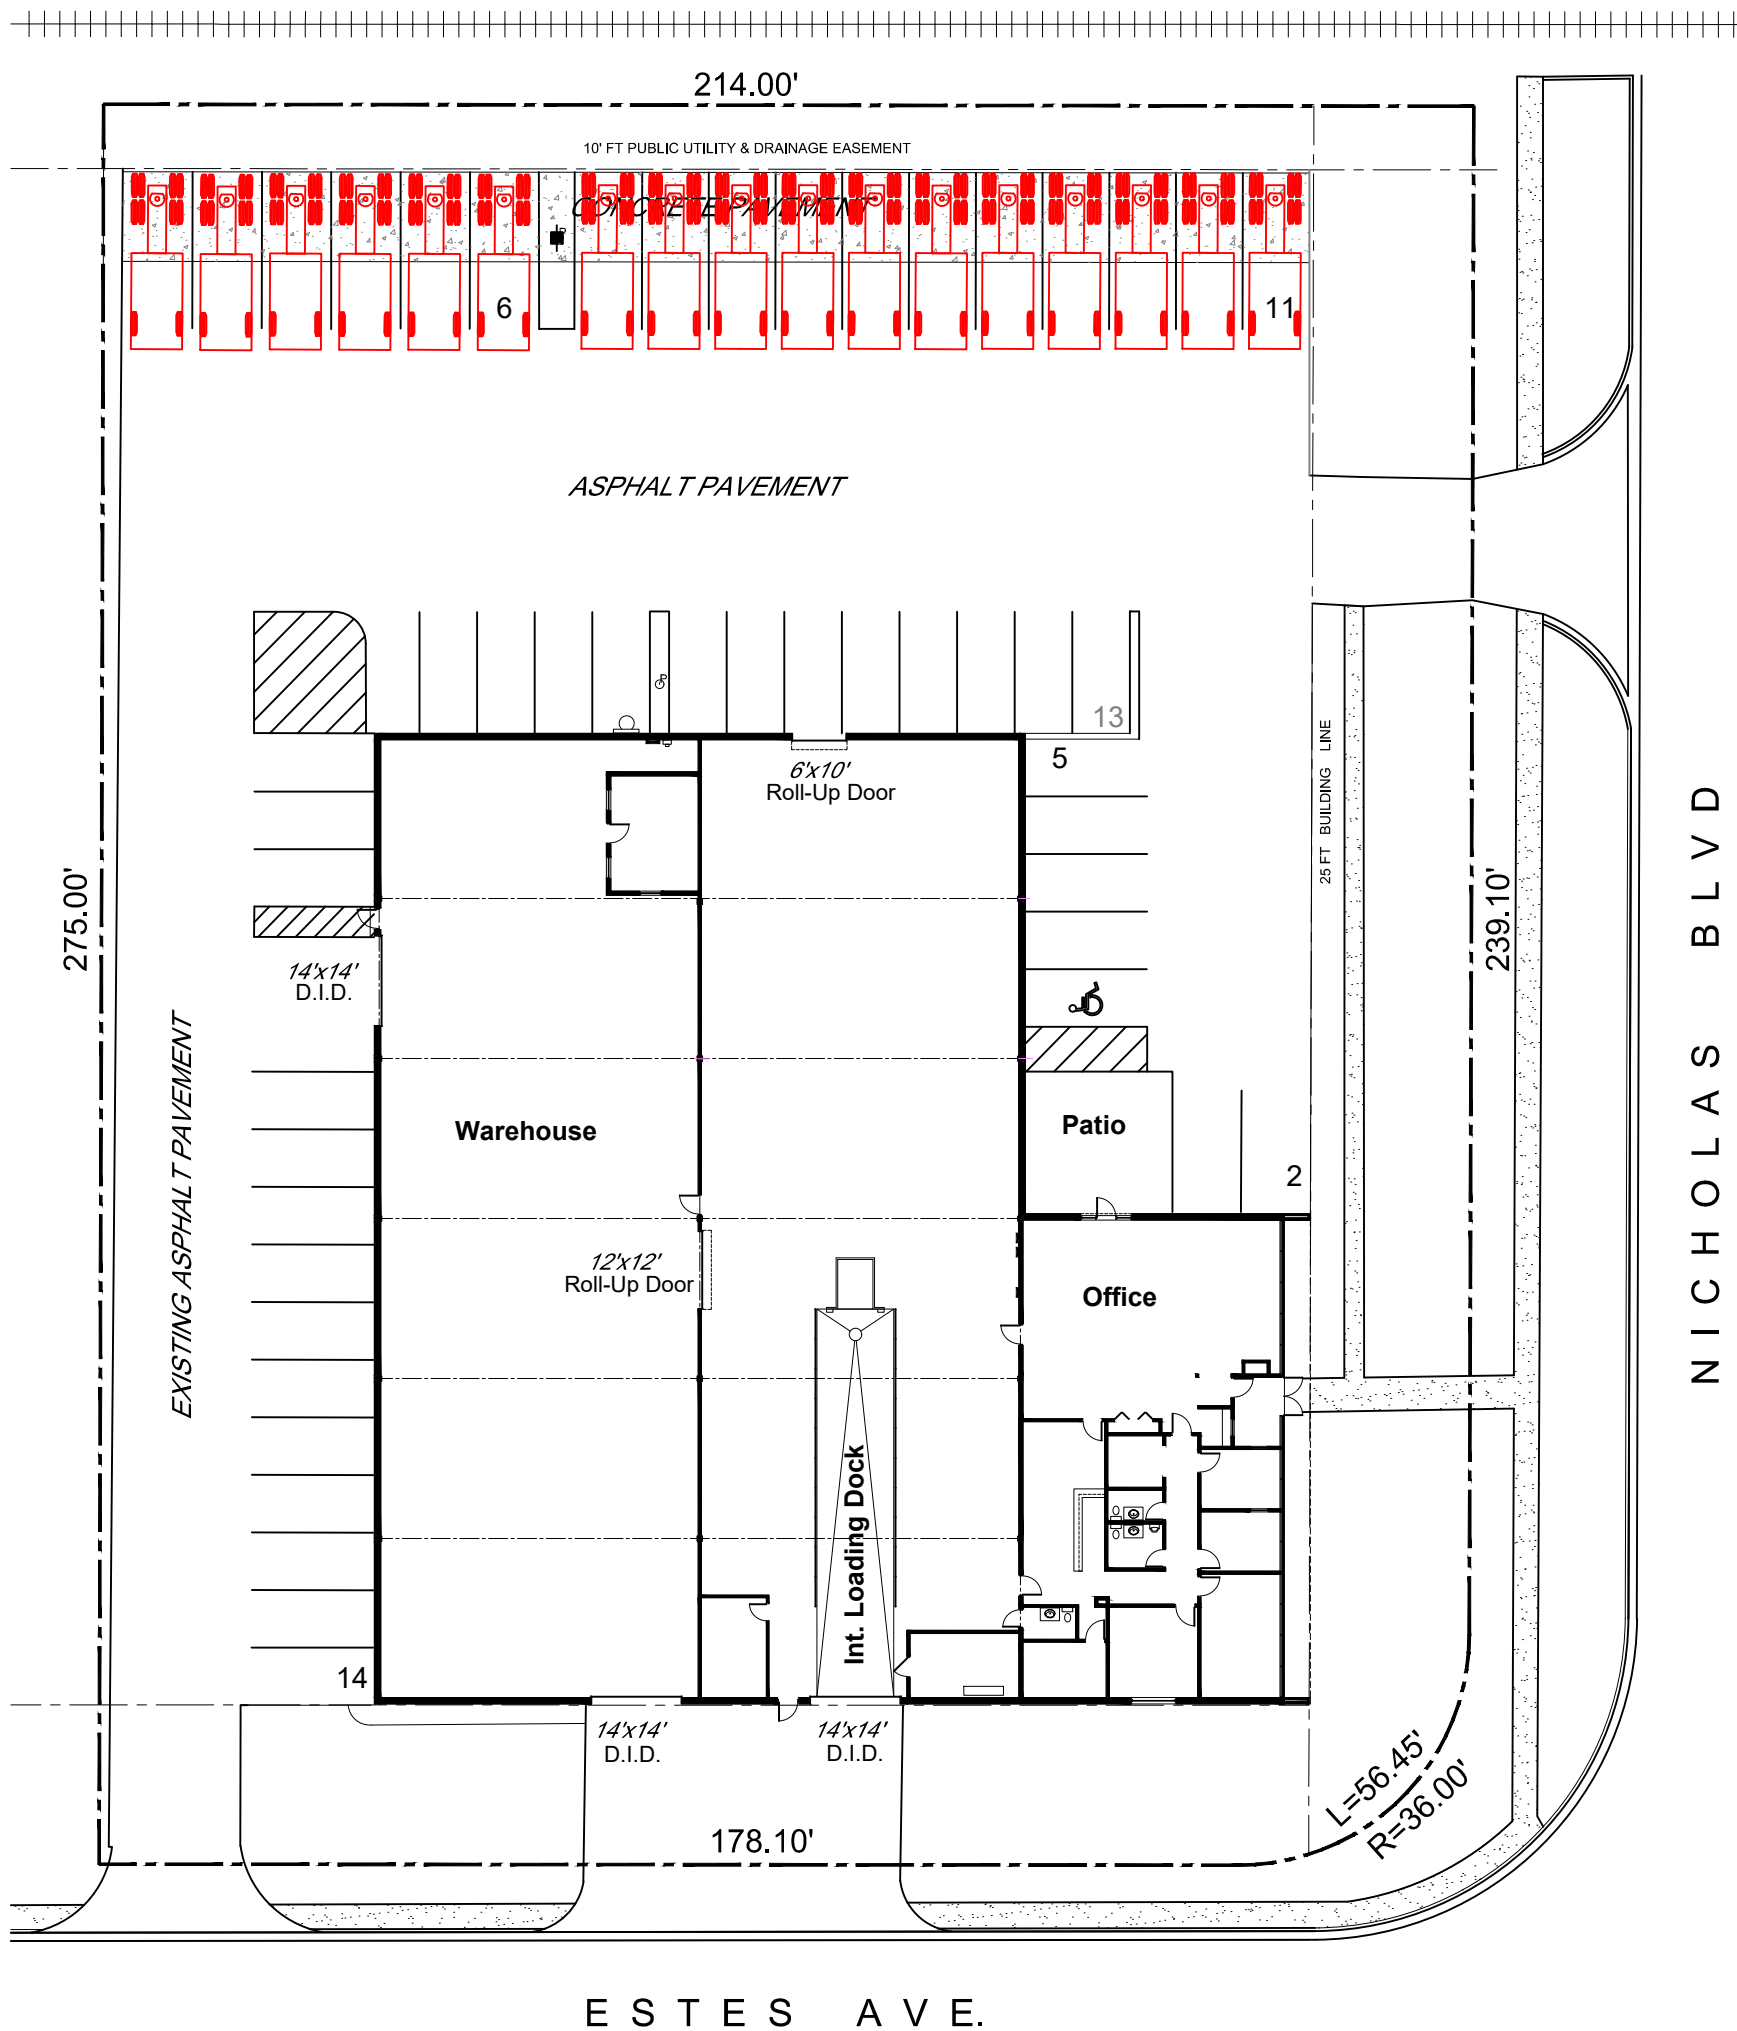 214.00'
10' FT PUBLIC UTILITY & DRAINAGE EASEMENT
CONCRETE PAVEMENT
6
11
ASPHALT PAVEMENT
13
5
6'x10'
Roll-Up Door
25 FT BUILDING LINE
275.00'
239.10'
NICHOLAS BLVD
14'x14'
D.I.D.
EXISTING ASPHALT PAVEMENT
Warehouse
Patio
2
12'x12'
Roll-Up Door
Office
Int. Loading Dock
14
14'x14'
D.I.D.
14'x14'
D.I.D.
L=56.45'
R=36.00'
178.10'
ESTES AVE.